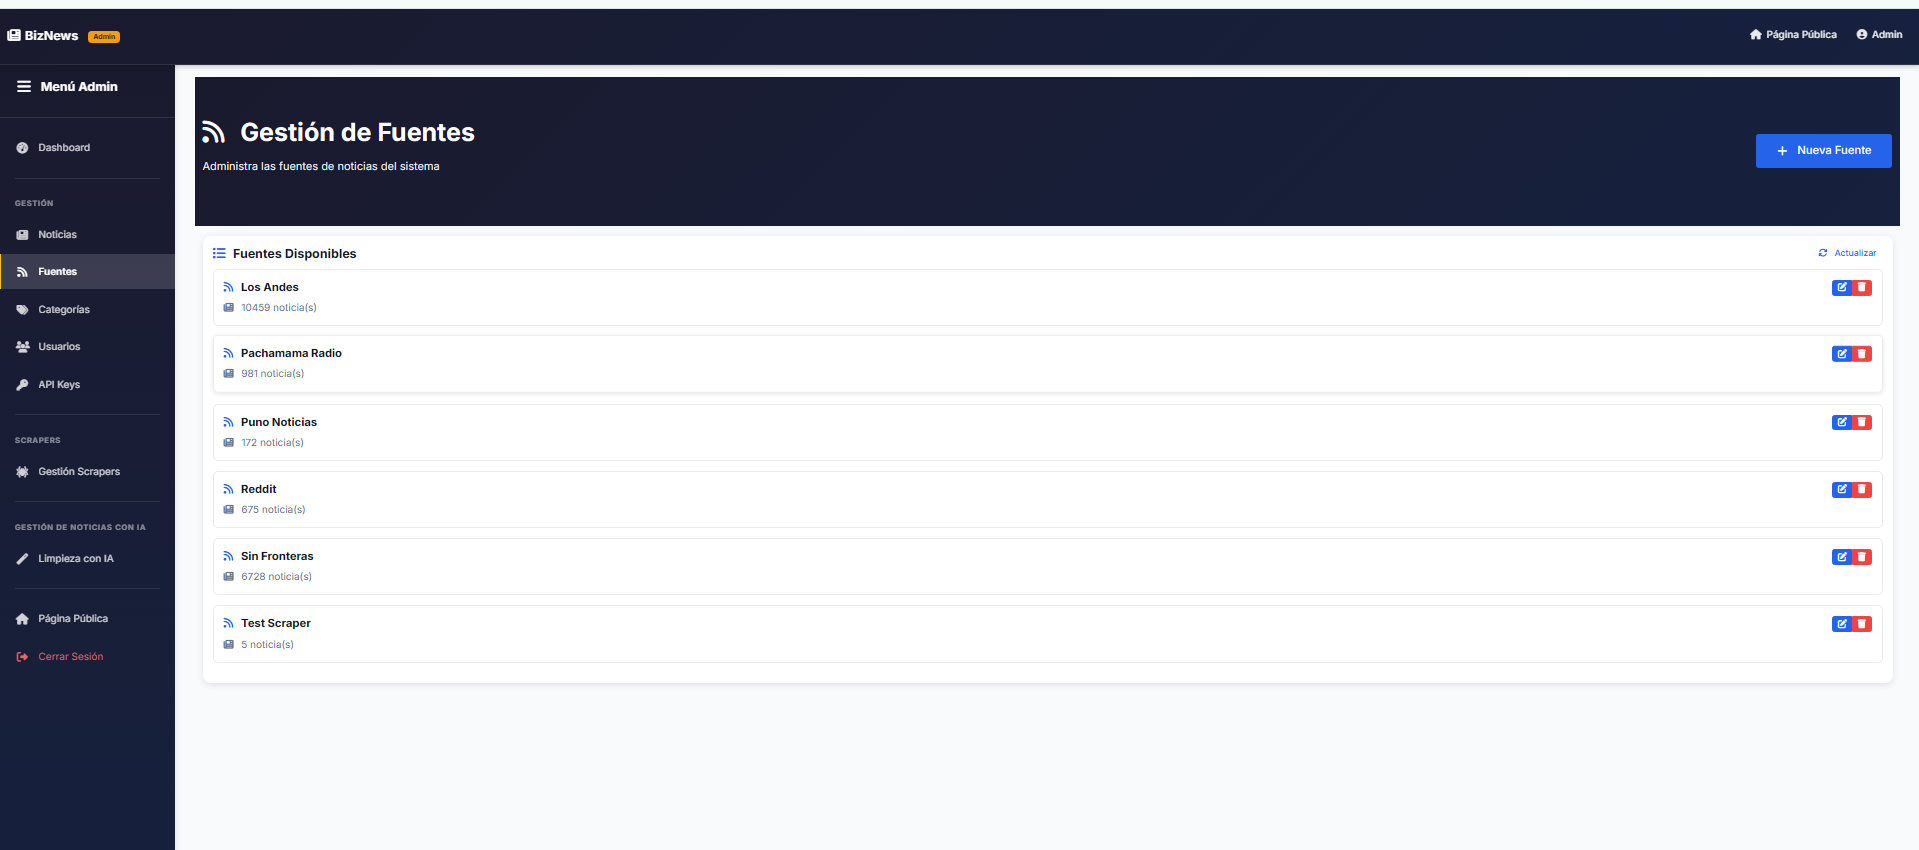 BizNews Admin
Página Pública Admin
Menú Admin
Dashboard
GESTIÓN
Noticias
Fuentes
Categorías
Usuarios
API Keys
SCRAPERS
Gestión Scrapers
GESTIÓN DE NOTICIAS CON IA
Limpieza con IA
Página Pública
Cerrar Sesión
Gestión de Fuentes
Administra las fuentes de noticias del sistema
+ Nueva Fuente
Fuentes Disponibles
Actualizar
Los Andes
10459 noticia(s)
Pachamama Radio
981 noticia(s)
Puno Noticias
172 noticia(s)
Reddit
675 noticia(s)
Sin Fronteras
6728 noticia(s)
Test Scraper
5 noticia(s)